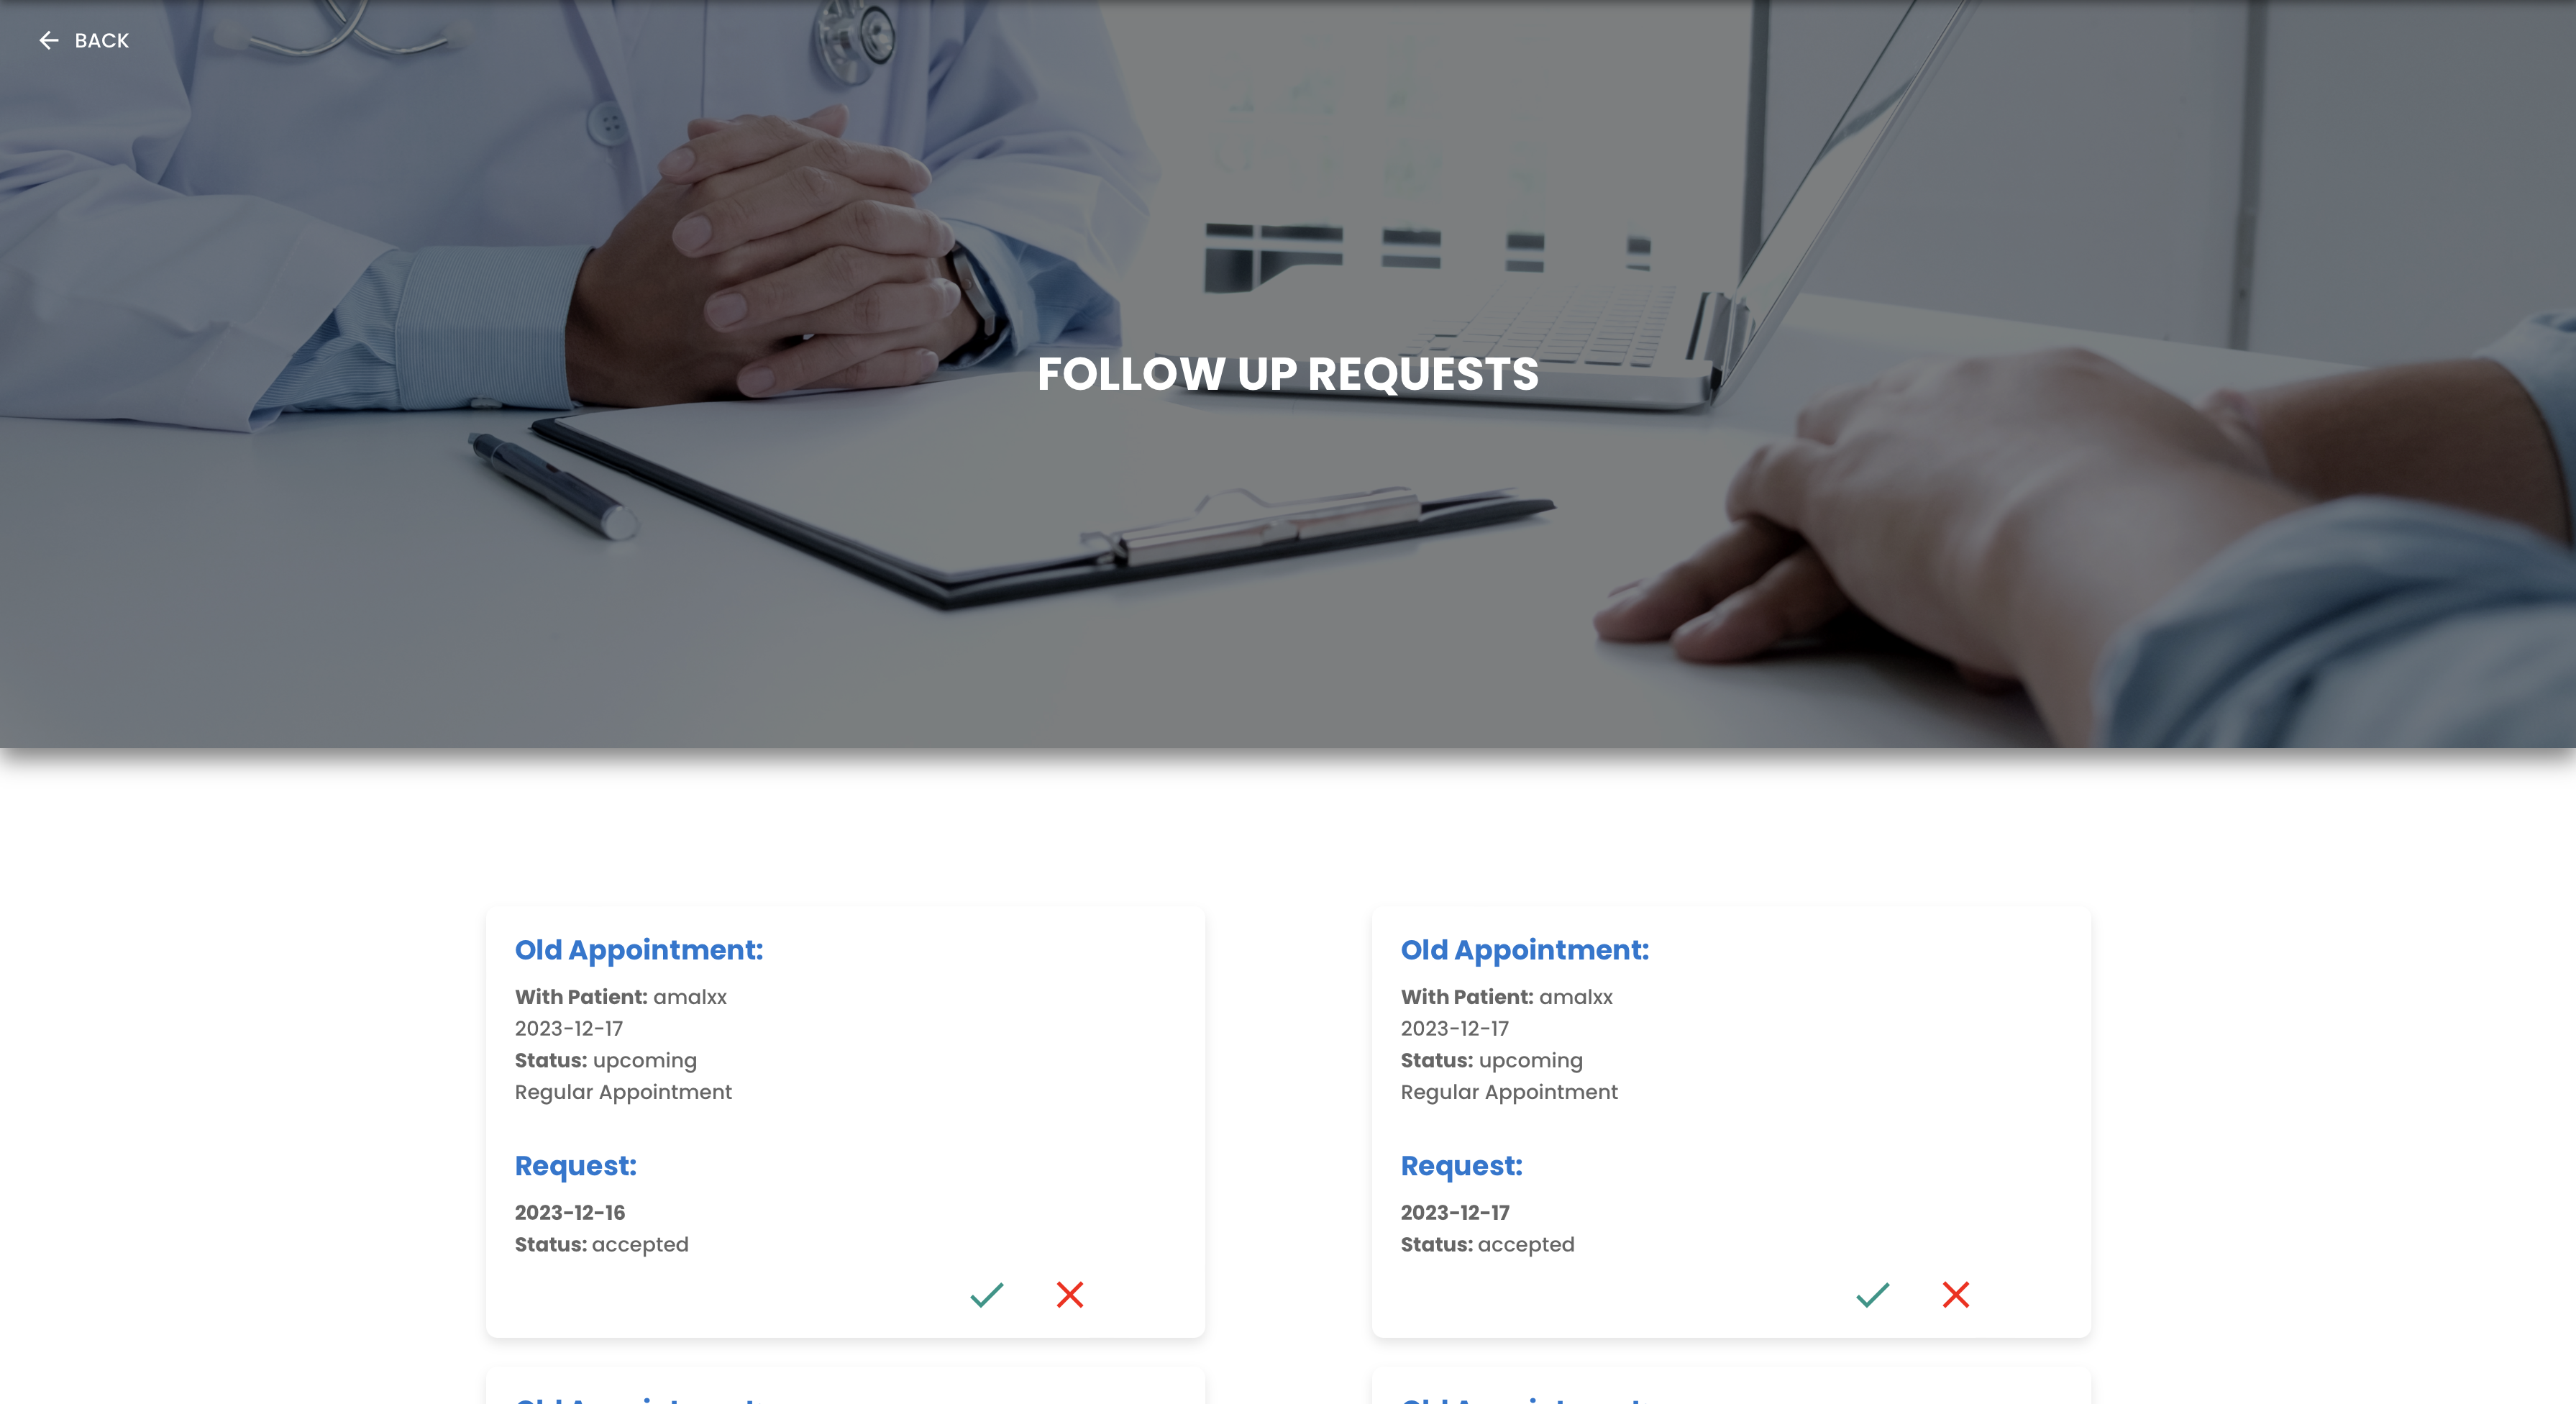 BACK
FOLLOW UP REQUESTS
Old Appointment:
With Patient: amalxx
2023-12-17
Status: upcoming
Regular Appointment
Request:
2023-12-16
Status: accepted
Old Appointment:
With Patient: amalxx
2023-12-17
Status: upcoming
Regular Appointment
Request:
2023-12-17
Status: accepted